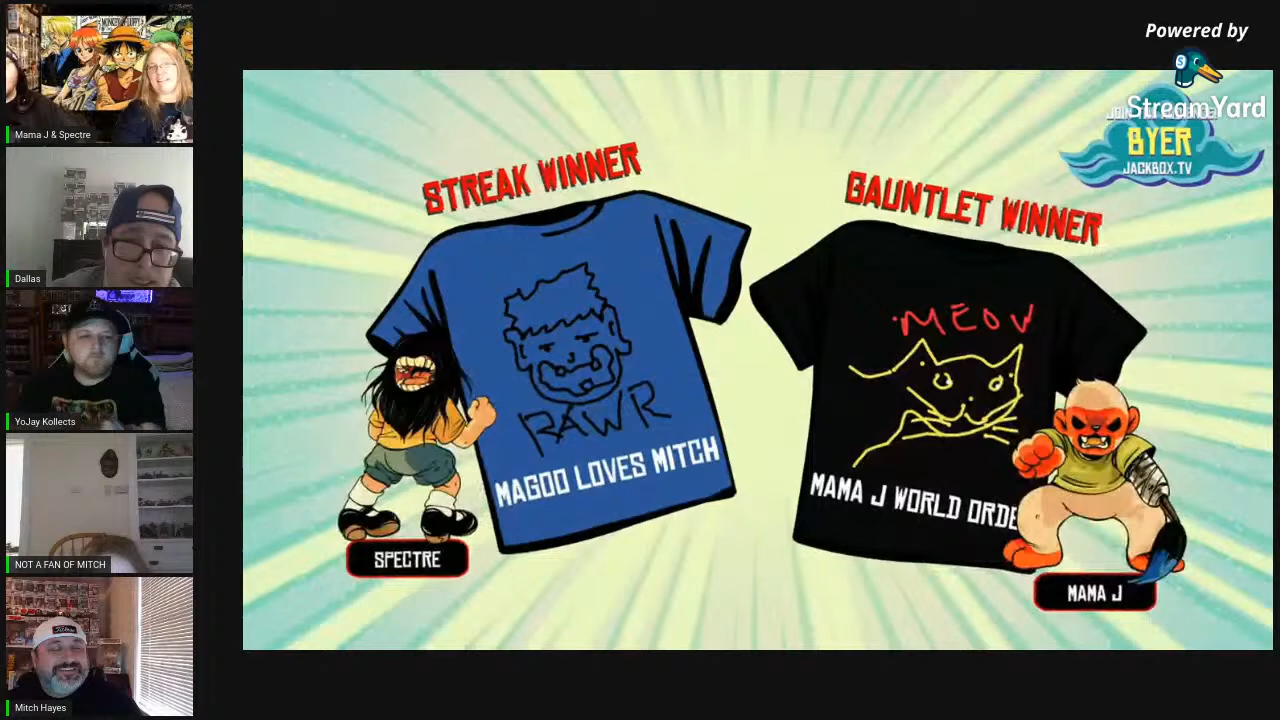 Powered by
StreamYard
BYER
JACKBOX.TV
STREAK WINNER
GAUNTLET WINNER
MEOW
RAWR
MAGOO LOVES MITCH
MAMA J WORLD ORDE
SPECTRE
MAMA J
Mama J & Spectre
Dallas
YoJay Kollects
NOT A FAN OF MITCH
Mitch Hayes